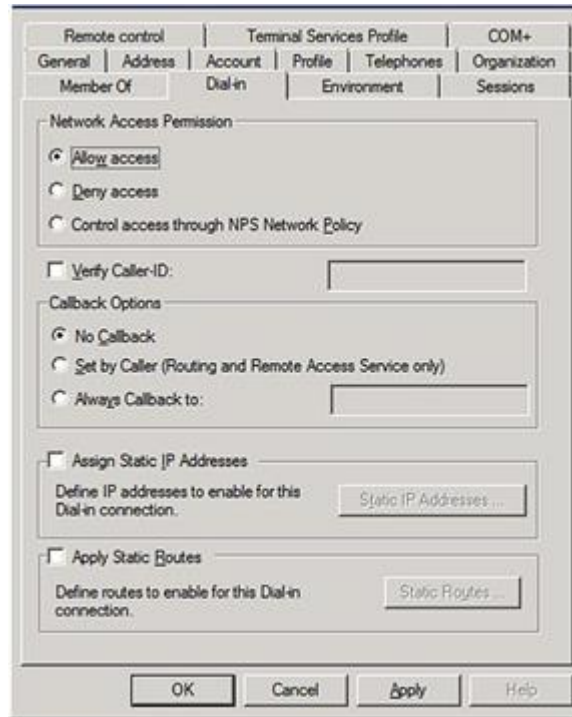 Remote control Terminal Services Profile COM+
General Address Account Profile Telephones Organization
Member Of Dial-in Environment Sessions
Network Access Permission
Allow access
Deny access
Control access through NPS Network Policy
Verify Caller-ID:
Callback Options
No Callback
Set by Caller (Routing and Remote Access Service only)
Always Callback to:
Assign Static IP Addresses
Define IP addresses to enable for this
Dial-in connection.
Static IP Addresses ...
Apply Static Routes
Define routes to enable for this Dial-in
connection.
Static Routes ...
OK Cancel Apply Help